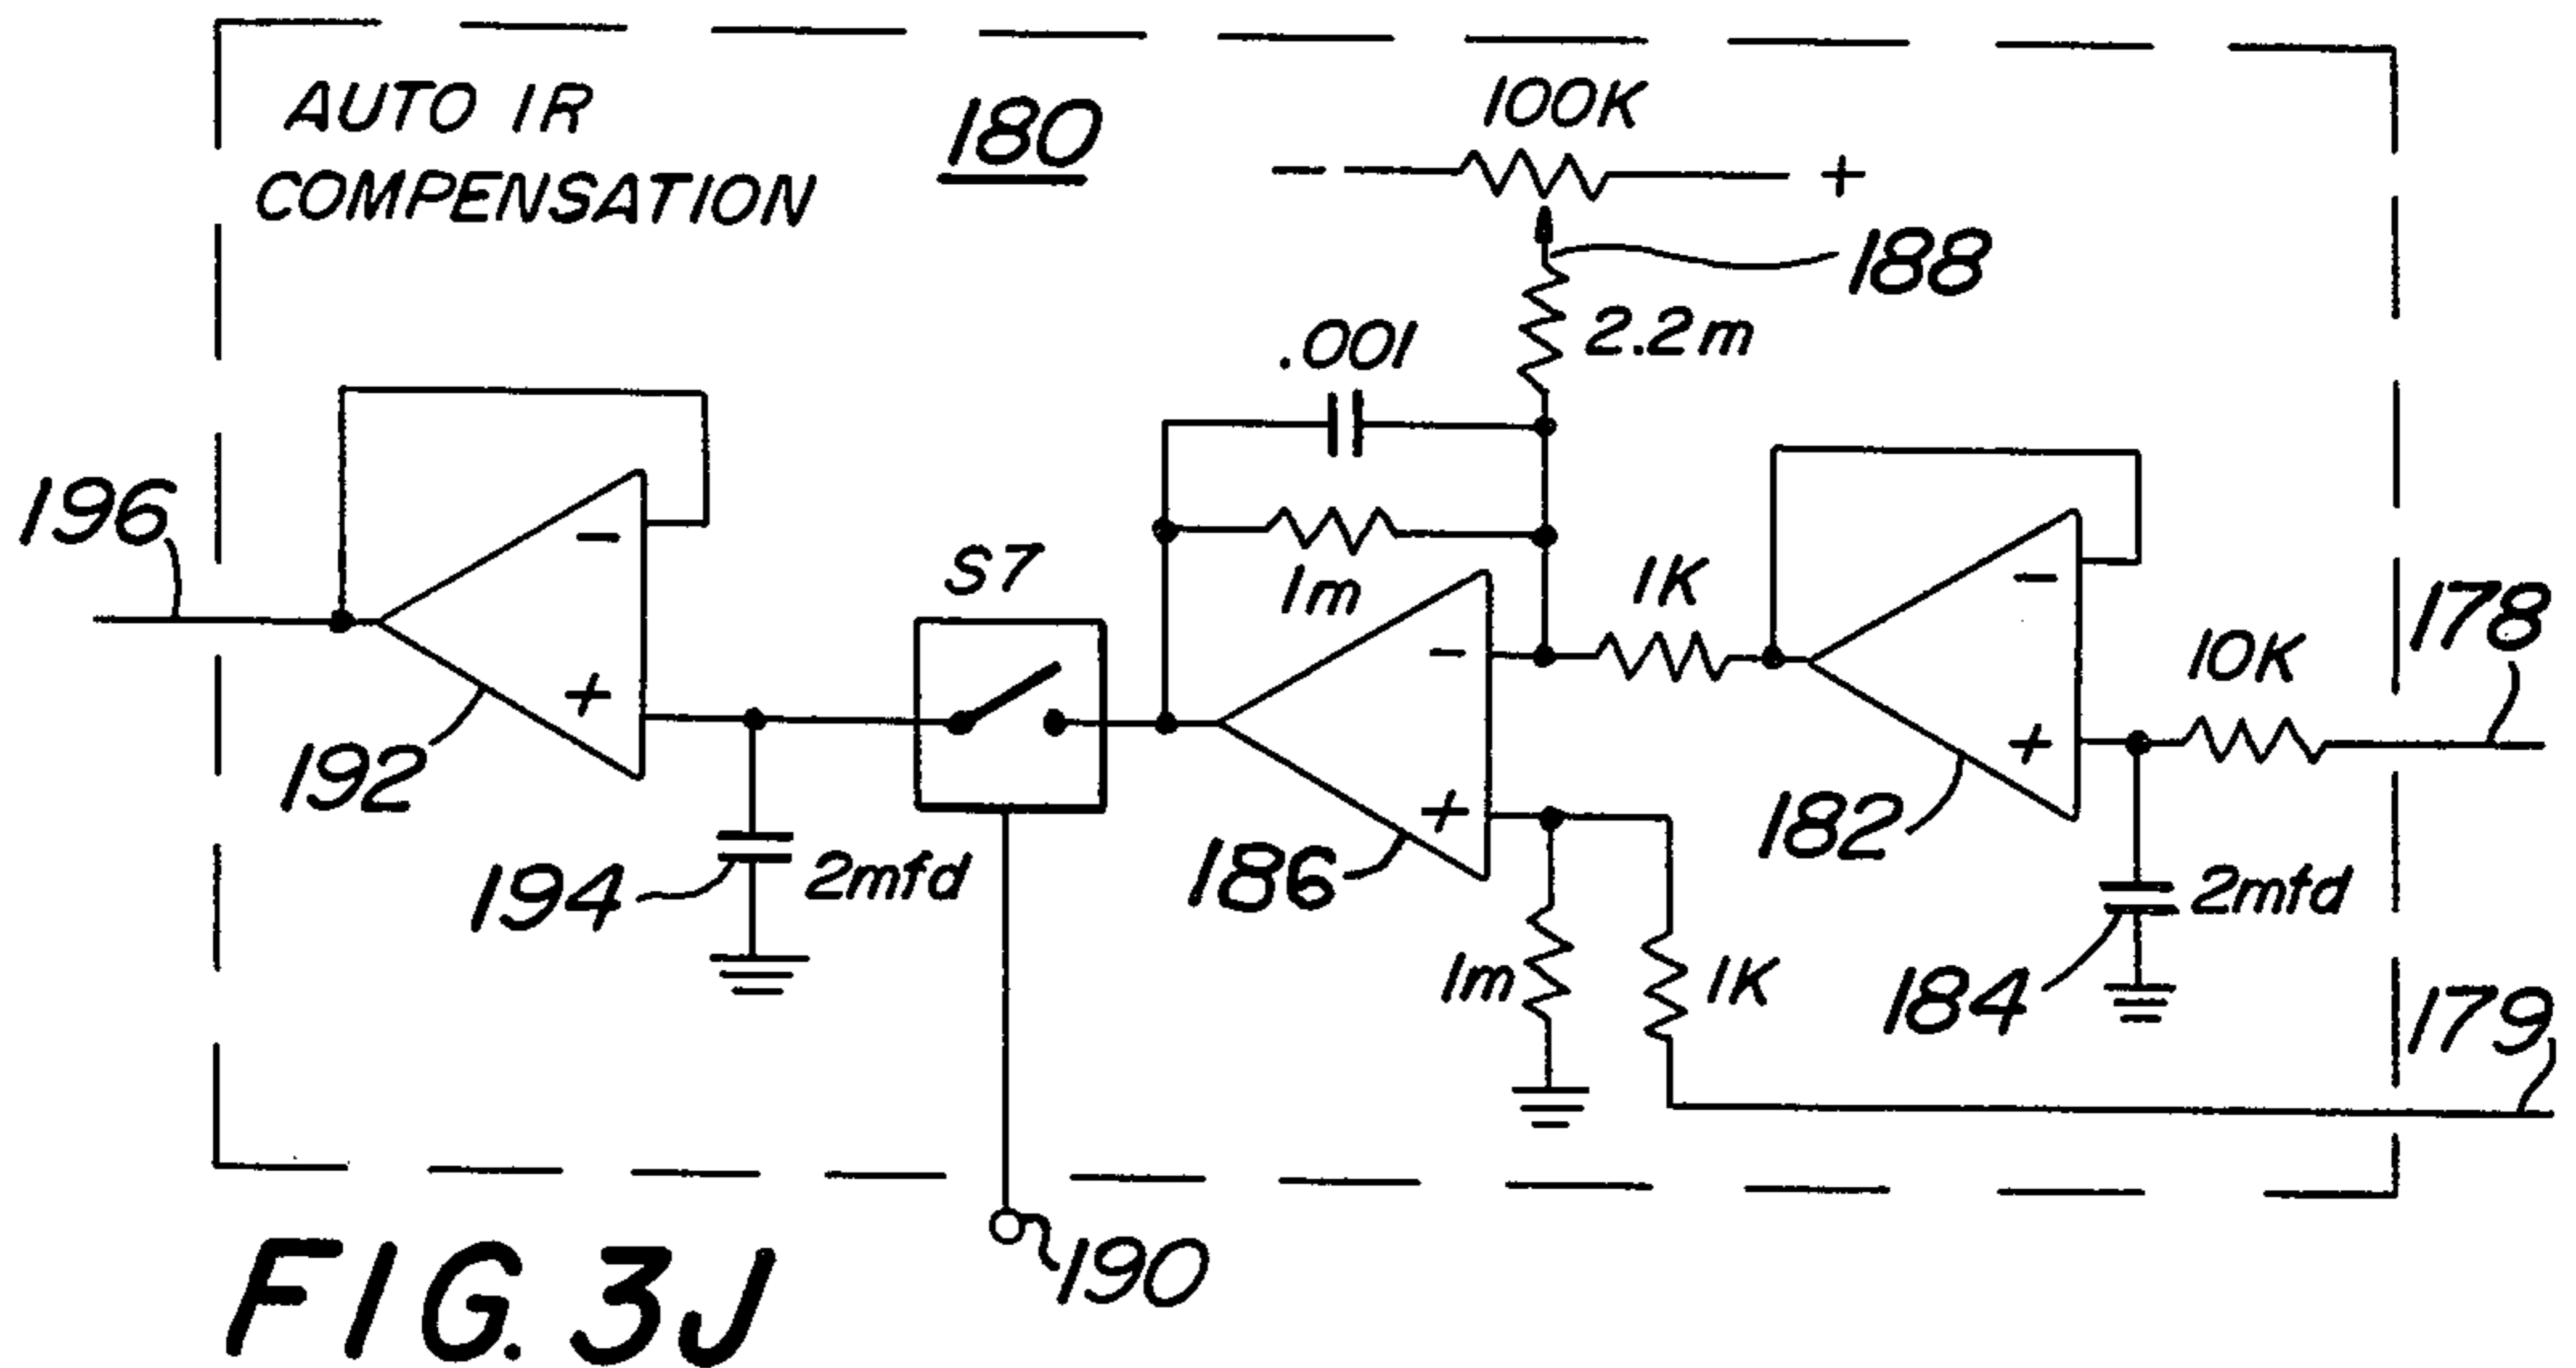 AUTO IR
COMPENSATION
180
100K
- - +
188
2.2m
.001
196
-
S7
1m
1K
-
178
10K
-
+
192
+
182
+
186
194
2mfd
1m
1K
184
2mfd
179
190
FIG. 3J